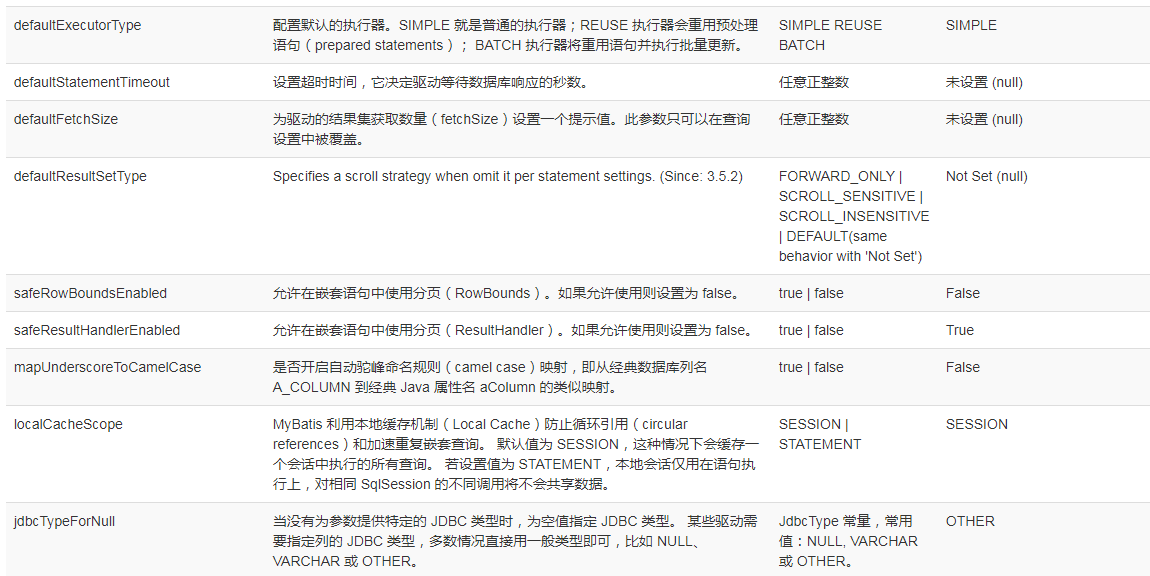 defaultExecutorType 配置默认的执行器。SIMPLE 就是普通的执行器；REUSE 执行器会重用预处理 SIMPLE REUSE SIMPLE
语句（prepared statements）； BATCH 执行器将重用语句并执行批量更新。 BATCH
defaultStatementTimeout 设置超时时间，它决定驱动等待数据库响应的秒数。 任意正整数 未设置 (null)
defaultFetchSize 为驱动的结果集获取数量（fetchSize）设置一个提示值。此参数只可以在查询 任意正整数 未设置 (null)
设置中被覆盖。
defaultResultSetType Specifies a scroll strategy when omit it per statement settings. (Since: 3.5.2) FORWARD_ONLY | Not Set (null)
SCROLL_SENSITIVE |
SCROLL_INSENSITIVE
| DEFAULT(same
behavior with 'Not Set')
safeRowBoundsEnabled 允许在嵌套语句中使用分页（RowBounds）。如果允许使用则设置为 false。 true | false False
safeResultHandlerEnabled 允许在嵌套语句中使用分页（ResultHandler）。如果允许使用则设置为 false。 true | false True
mapUnderscoreToCamelCase 是否开启自动驼峰命名规则（camel case）映射，即从经典数据库列名 true | false False
A_COLUMN 到经典 Java 属性名 aColumn 的类似映射。
localCacheScope MyBatis 利用本地缓存机制（Local Cache）防止循环引用（circular SESSION | SESSION
references）和加速重复嵌套查询。 默认值为 SESSION，这种情况下会缓存一 STATEMENT
个会话中执行的所有查询。 若设置值为 STATEMENT，本地会话仅用在语句执
行上，对相同 SqlSession 的不同调用将不会共享数据。
jdbcTypeForNull 当没有为参数提供特定的 JDBC 类型时，为空值指定 JDBC 类型。 某些驱动需 JdbcType 常量，常用 OTHER
要指定列的 JDBC 类型，多数情况直接用一般类型即可，比如 NULL、 值：NULL, VARCHAR
VARCHAR 或 OTHER。 或 OTHER。